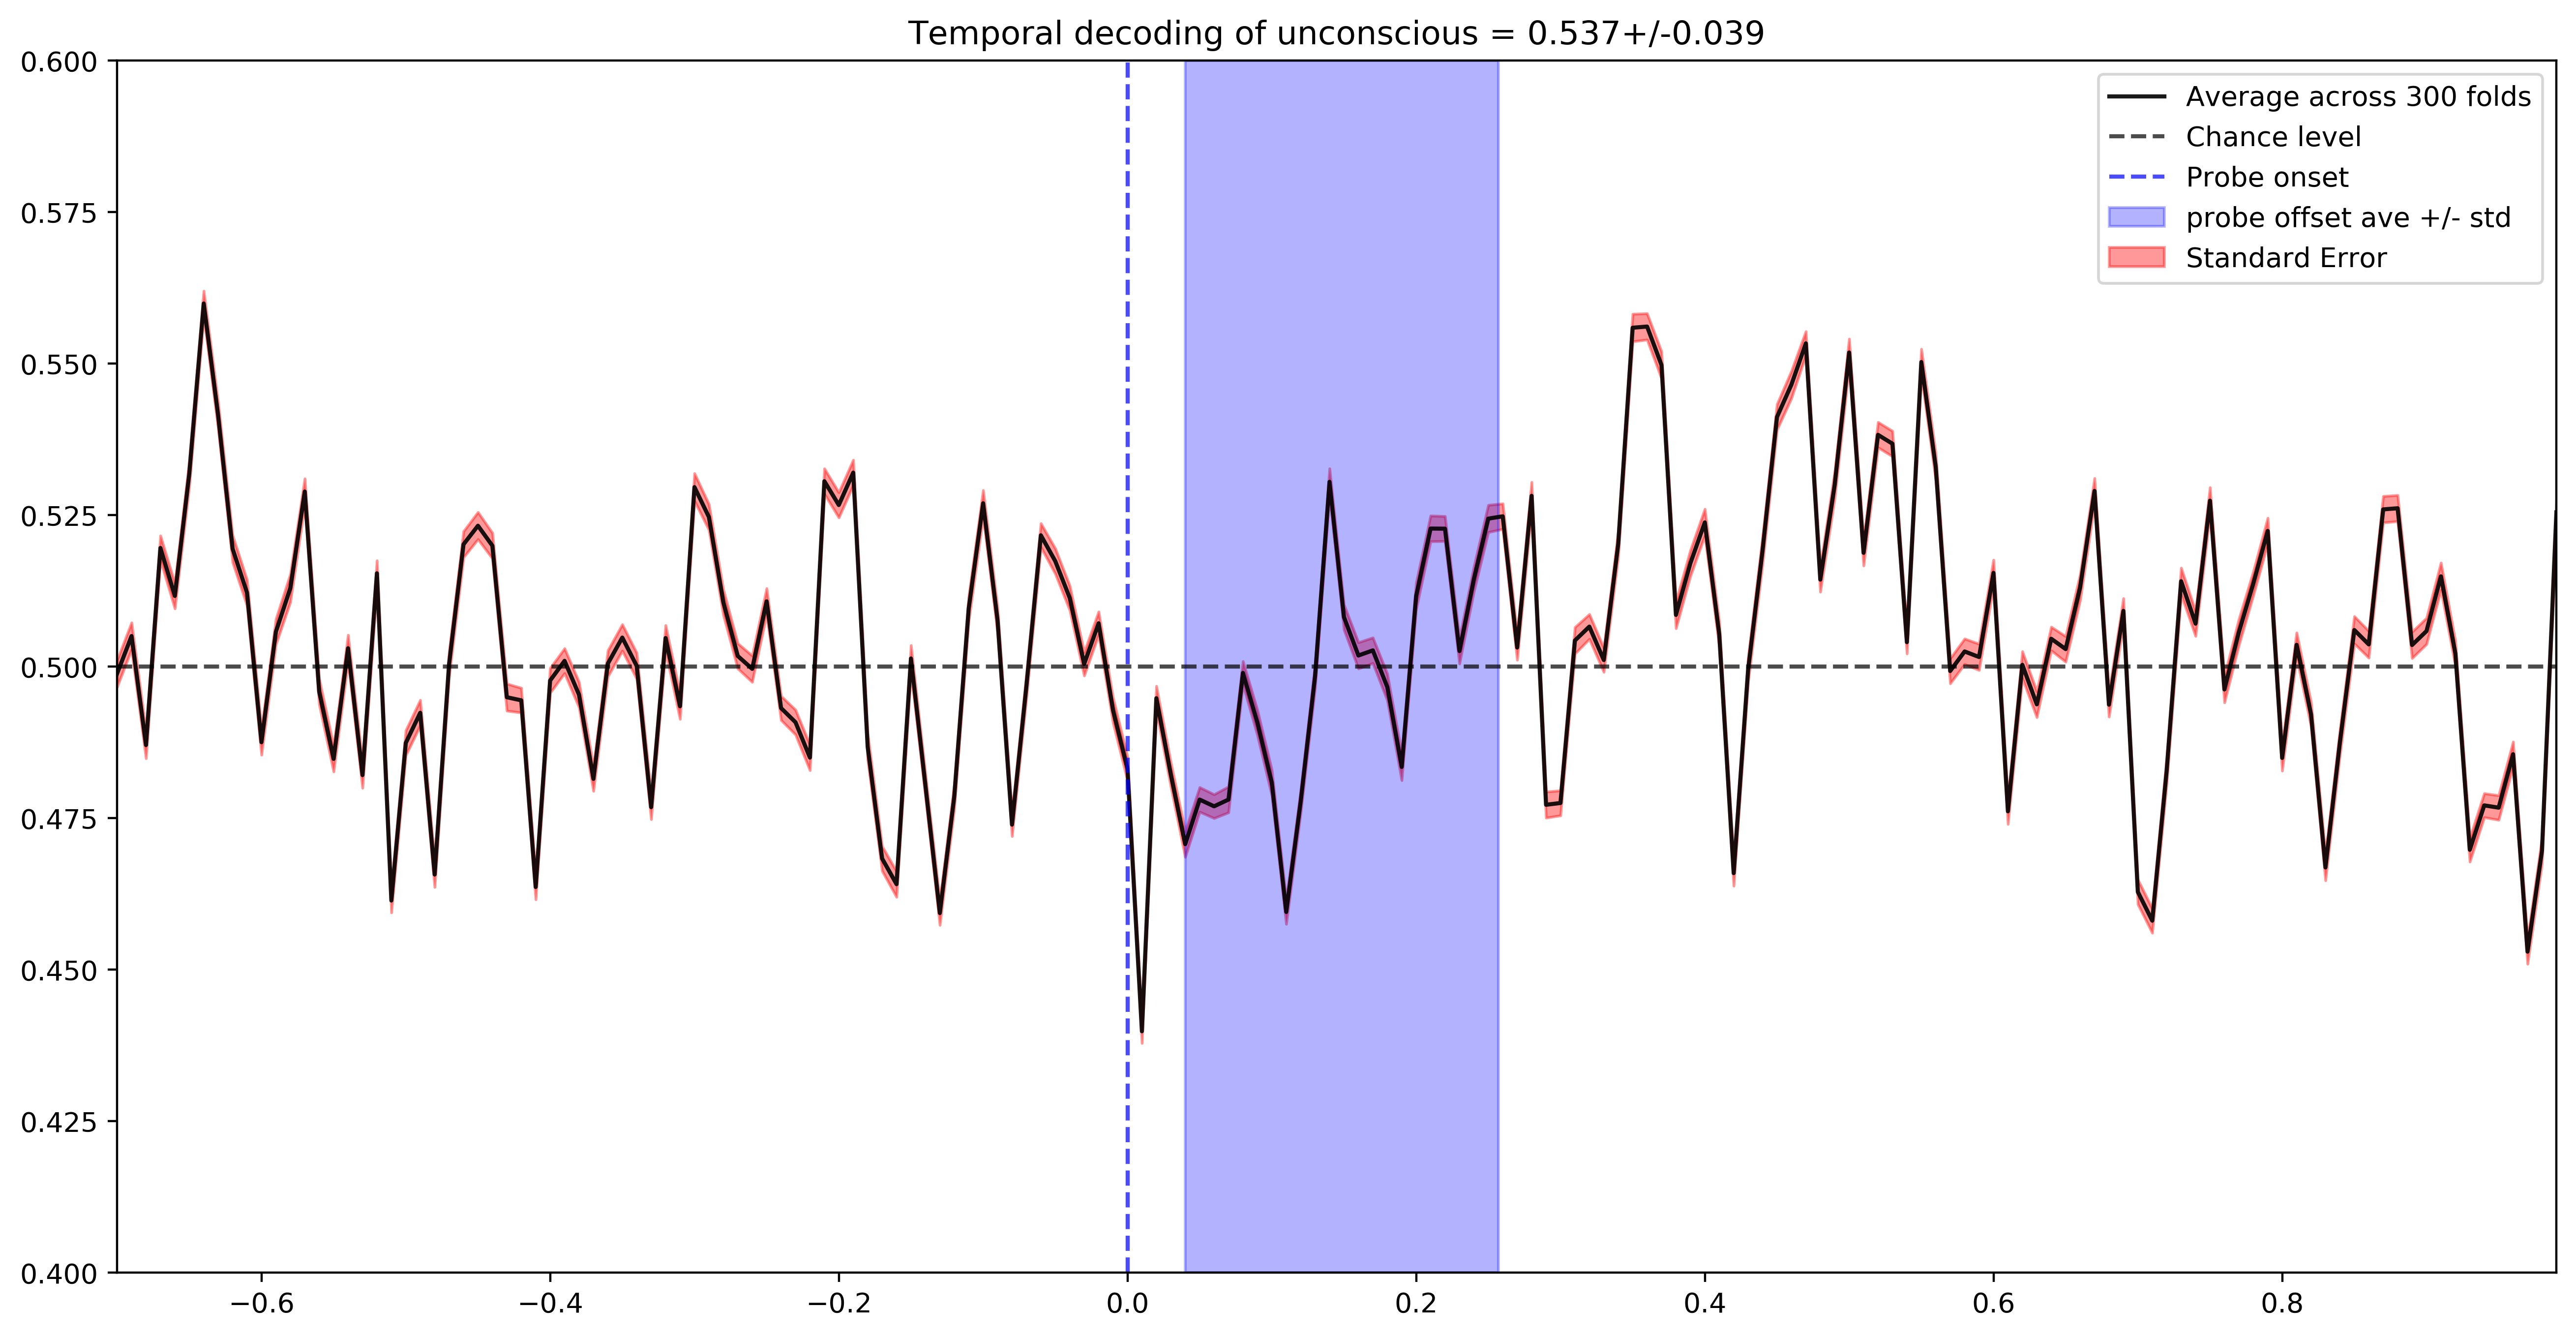 Temporal decoding of unconscious = 0.537+/-0.039
0.600
0.575
0.550
0.525
0.500
0.475
0.450
0.425
0.400
Average across 300 folds
Chance level
Probe onset
probe offset ave +/- std
Standard Error
−0.6 −0.4 −0.2 0.0 0.2 0.4 0.6 0.8